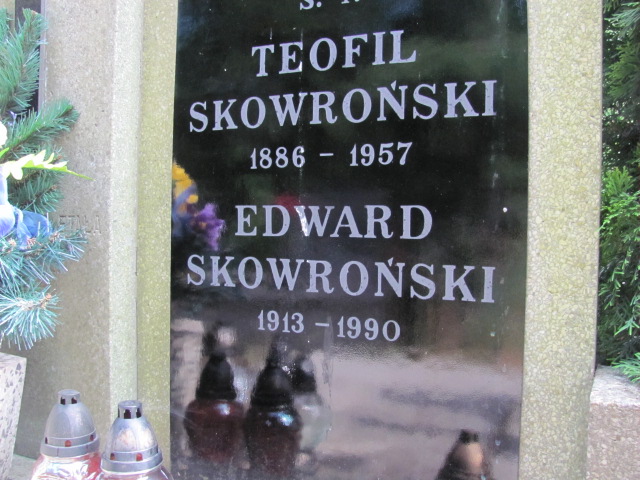 TEOFIL
SKOWROŃSKI
1886 - 1957
EDWARD
SKOWROŃSKI
1913 - 1990